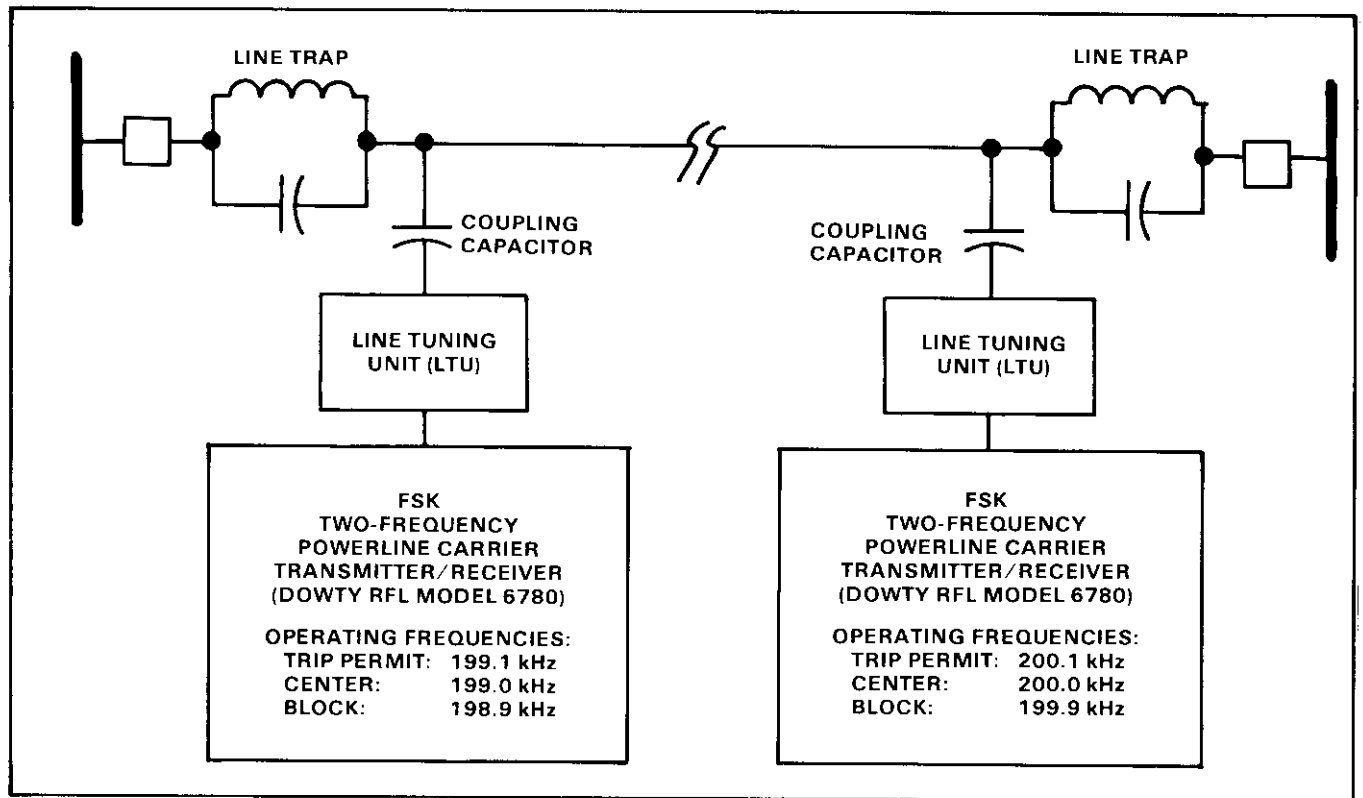 LINE TRAP
LINE TRAP
COUPLING
CAPACITOR
COUPLING
CAPACITOR
LINE TUNING
UNIT (LTU)
LINE TUNING
UNIT (LTU)
FSK
TWO-FREQUENCY
POWERLINE CARRIER
TRANSMITTER/RECEIVER
(DOWTY RFL MODEL 6780)
OPERATING FREQUENCIES:
TRIP PERMIT: 199.1 kHz
CENTER: 199.0 kHz
BLOCK: 198.9 kHz
FSK
TWO-FREQUENCY
POWERLINE CARRIER
TRANSMITTER/RECEIVER
(DOWTY RFL MODEL 6780)
OPERATING FREQUENCIES:
TRIP PERMIT: 200.1 kHz
CENTER: 200.0 kHz
BLOCK: 199.9 kHz